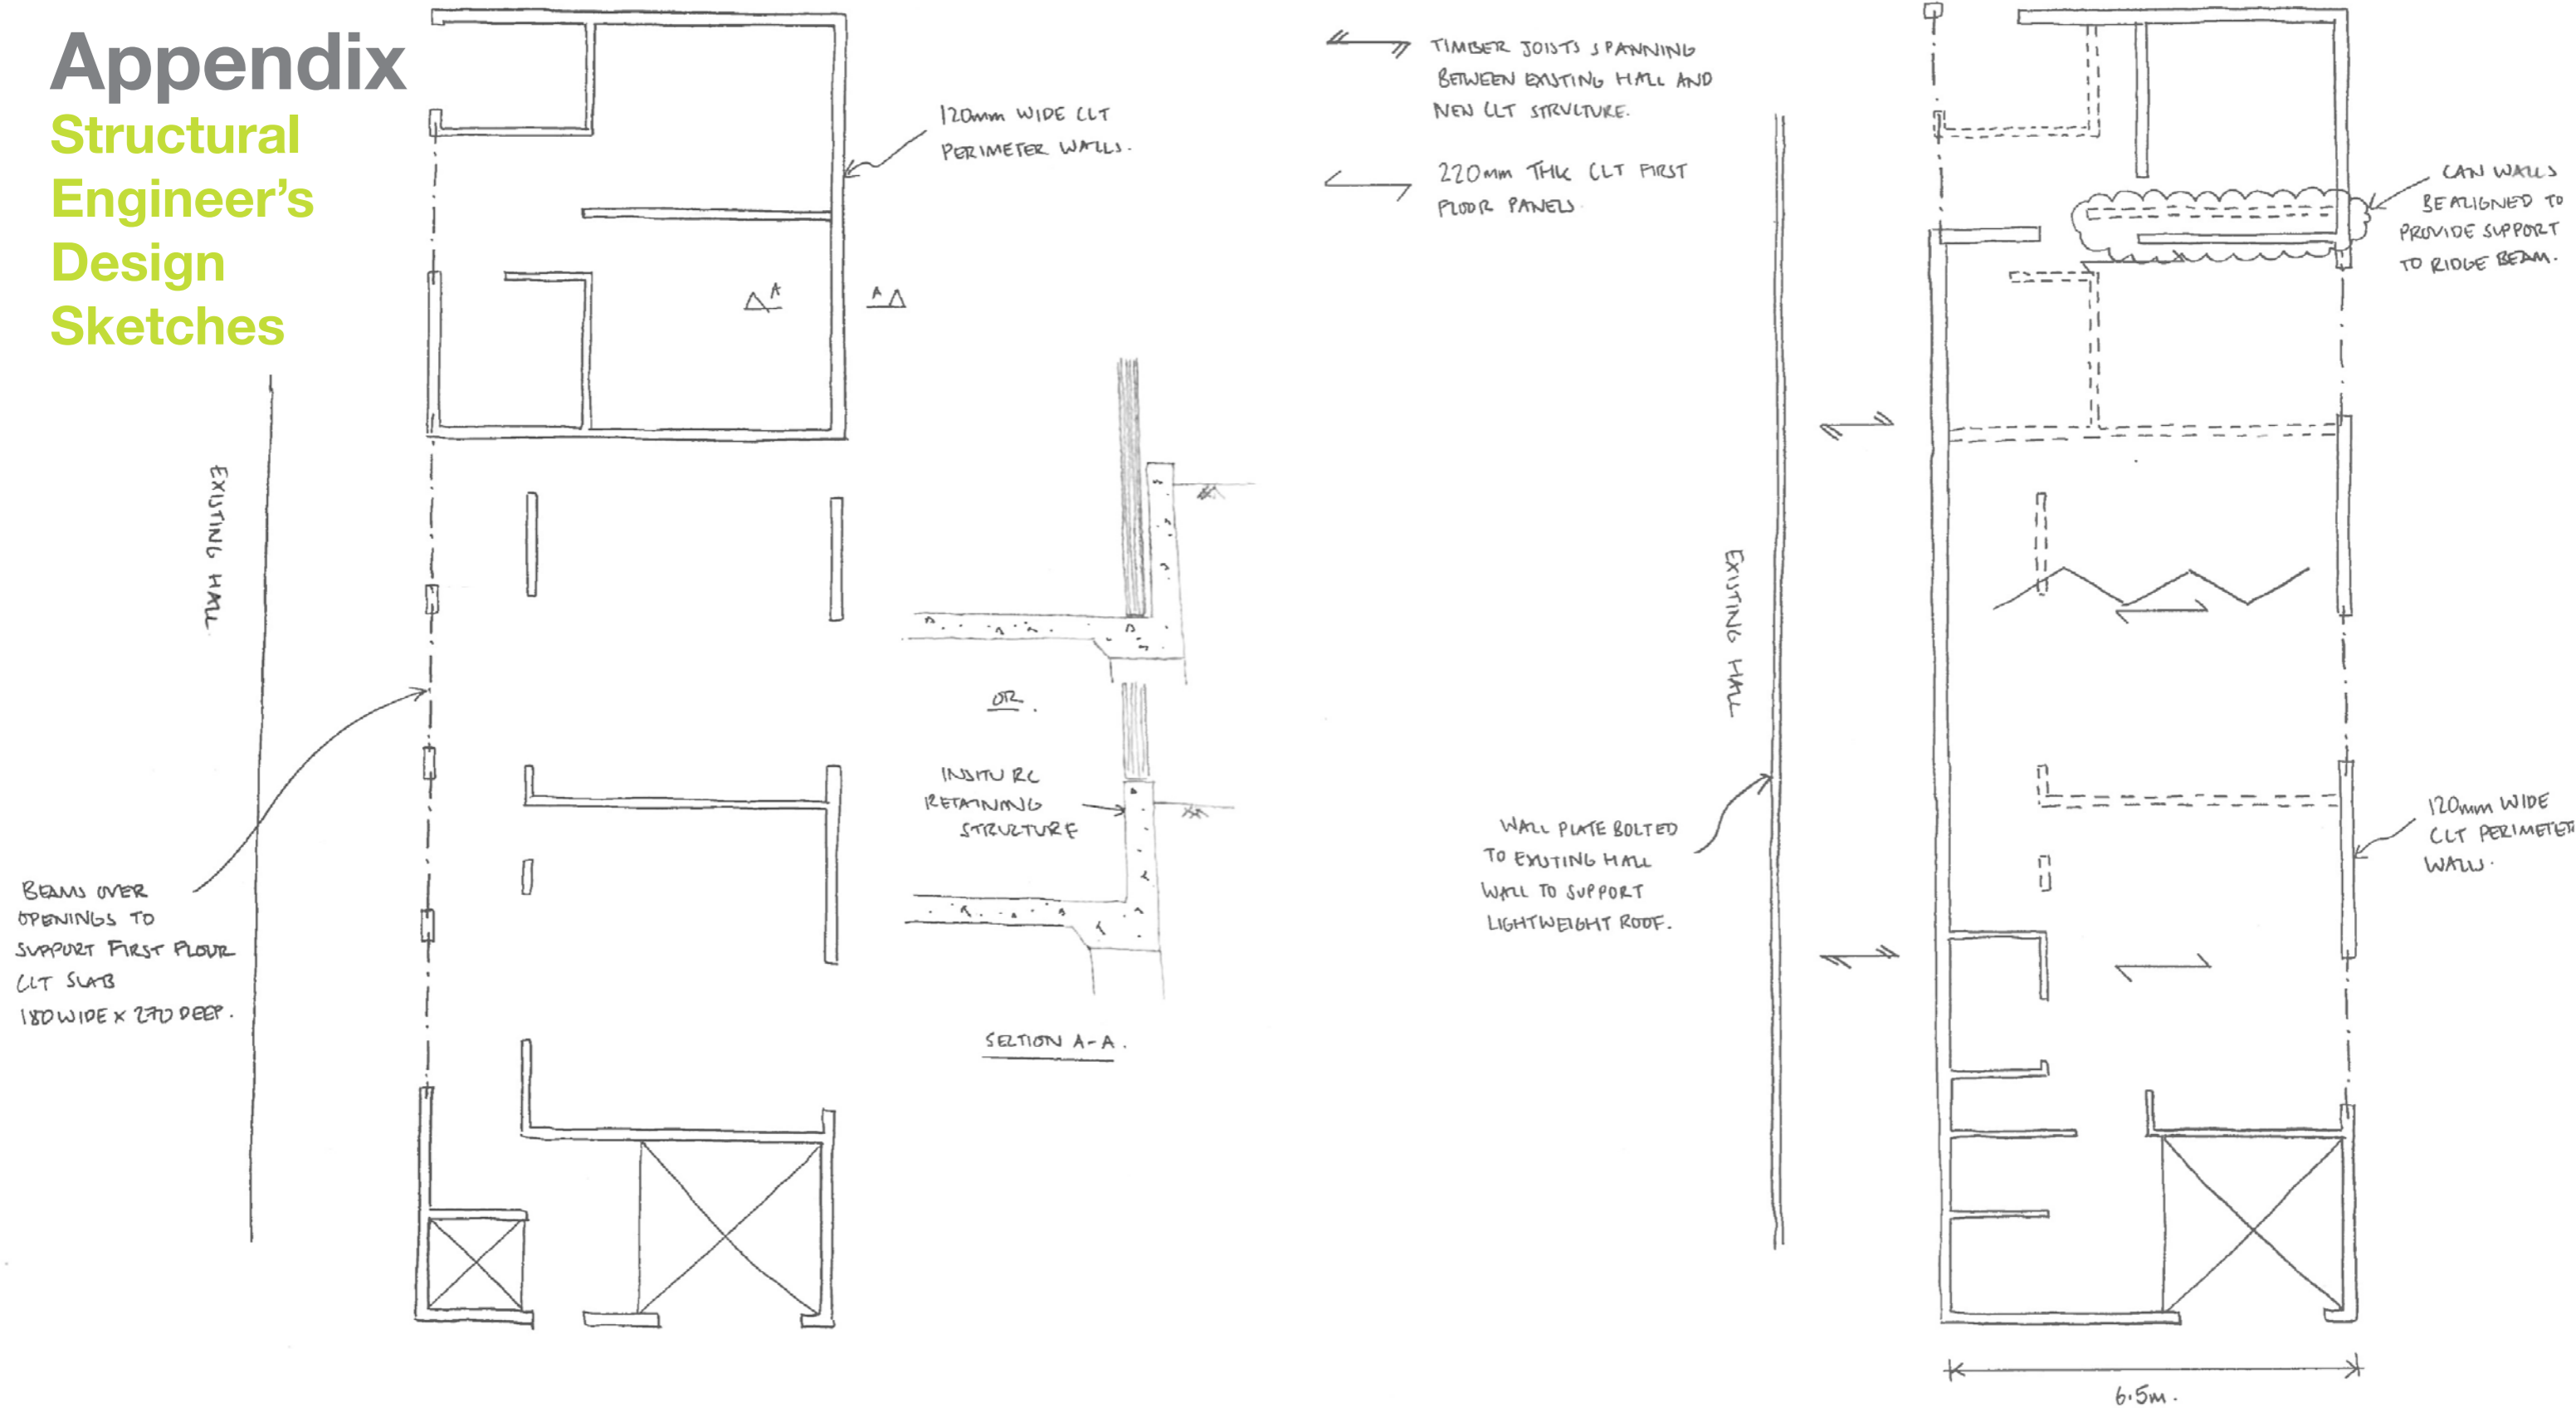 Appendix
Structural
Engineer's
Design
Sketches
120mm WIDE CLT
PERIMETER WALLS.
A
A
EXISTING HALL
BEAMS OVER
OPENINGS TO
SUPPORT FIRST FLOOR
CLT SLAB
180 WIDE x 270 DEEP.
OR.
INSITU RC
RETAINING
STRUCTURE
SECTION A-A.
TIMBER JOISTS SPANNING
BETWEEN EXISTING HALL AND
NEW CLT STRUCTURE.
220mm THK CLT FIRST
FLOOR PANELS
CAN WALLS
BE ALIGNED TO
PROVIDE SUPPORT
TO RIDGE BEAM.
EXISTING HALL
WALL PLATE BOLTED
TO EXISTING HALL
WALL TO SUPPORT
LIGHTWEIGHT ROOF.
120mm WIDE
CLT PERIMETER
WALLS.
6.5m.